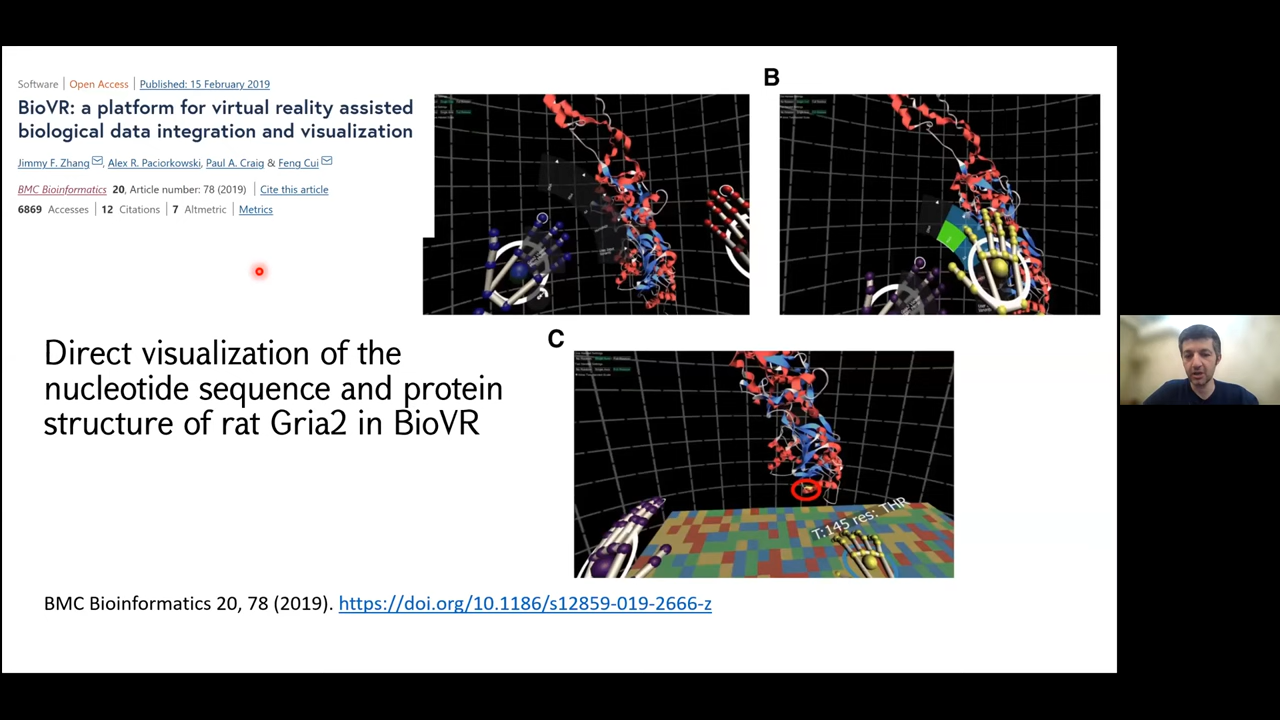 Software | Open Access | Published: 15 February 2019
BioVR: a platform for virtual reality assisted
biological data integration and visualization
Jimmy F. Zhang, Alex R. Paciorkowski, Paul A. Craig & Feng Cui
BMC Bioinformatics 20, Article number: 78 (2019) | Cite this article
6869 Accesses | 12 Citations | 7 Altmetric | Metrics
B
C
T:145 res: THR
Direct visualization of the
nucleotide sequence and protein
structure of rat Gria2 in BioVR
BMC Bioinformatics 20, 78 (2019). https://doi.org/10.1186/s12859-019-2666-z